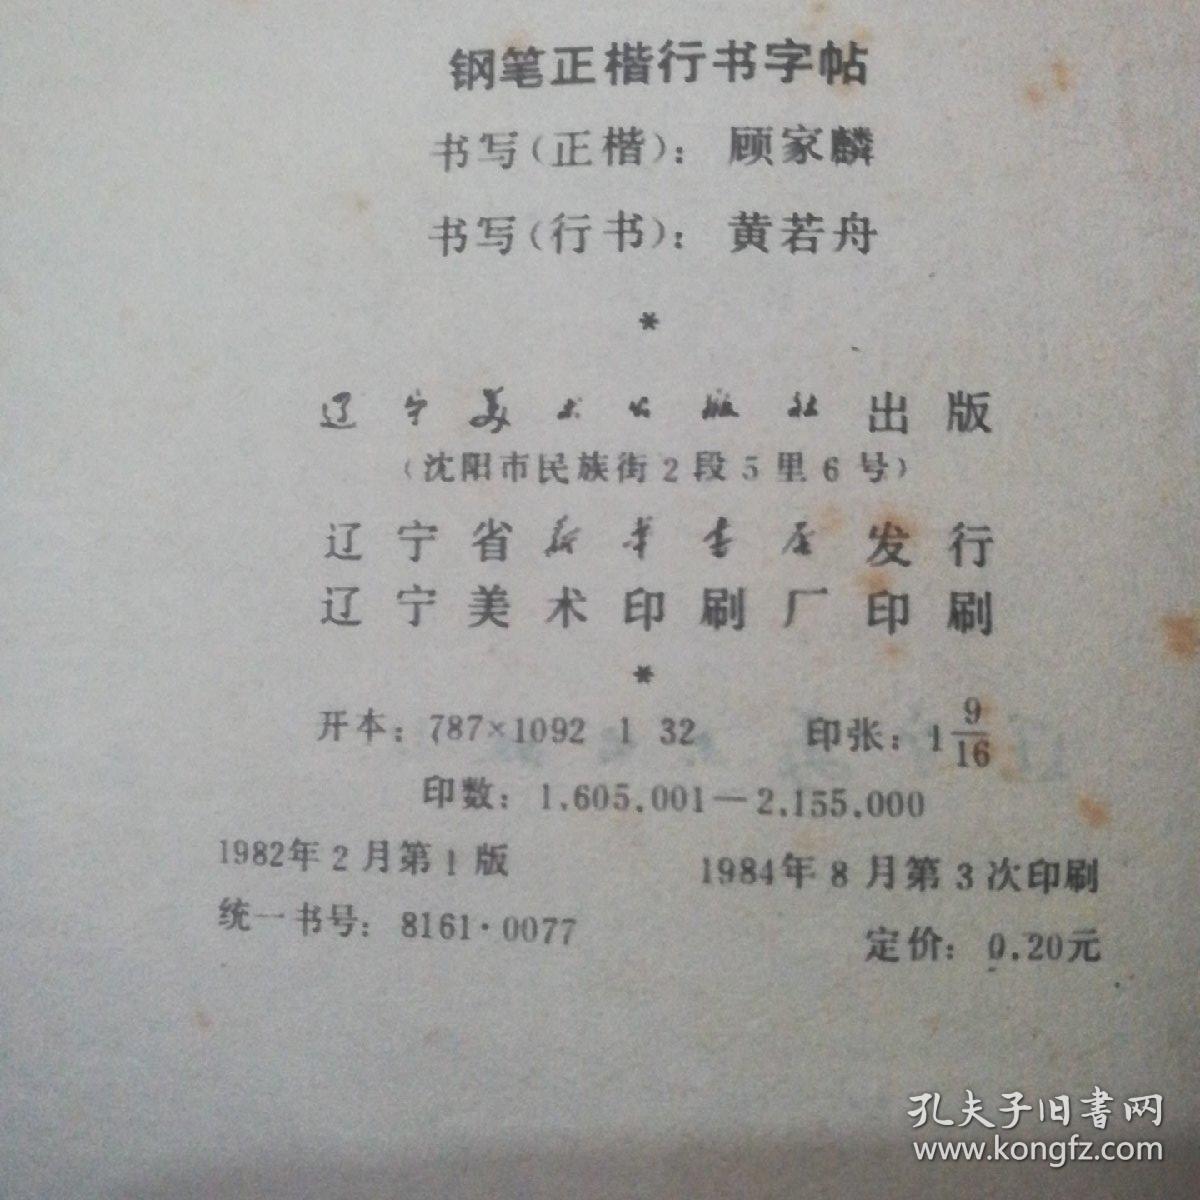 钢笔正楷行书字帖
书写(正楷)：顾家麟
书写(行书)：黄若舟
*
辽宁美术出版社出版
(沈阳市民族街2段5里6号)
辽宁省新华书店发行
辽宁美术印刷厂印刷
*
开本：787×1092 1 32 印张：1 9/16
印数：1.605.001—2.155.000
1982年2月第1版 1984年8月第3次印刷
统一书号：8161·0077 定价：0.20元
孔夫子旧書网
www.kongfz.com